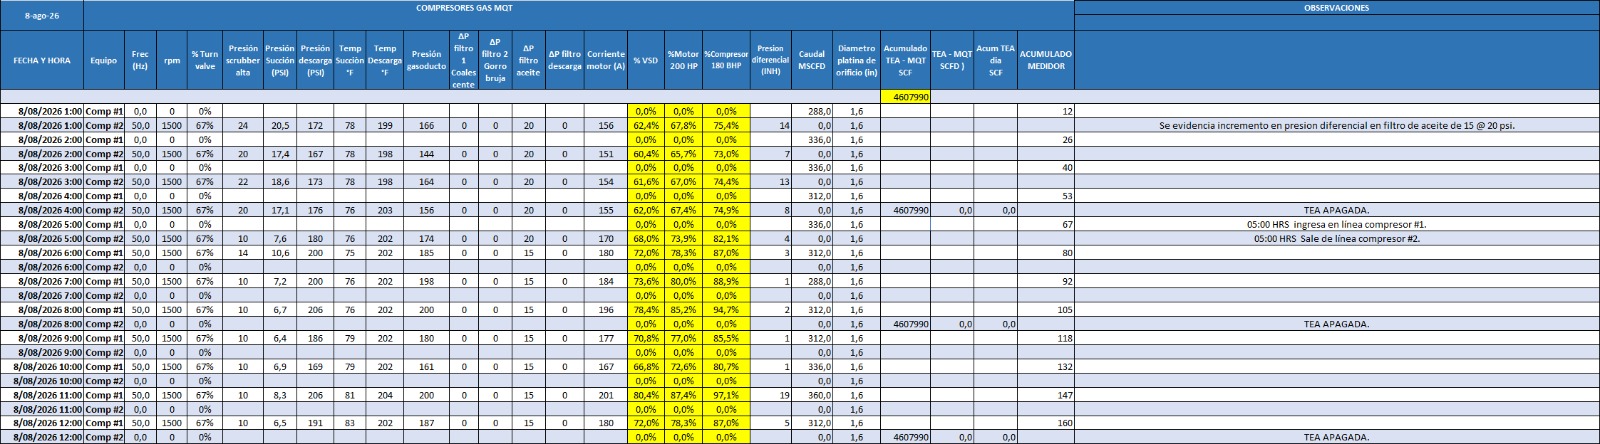 8-ago-26 COMPRESORES GAS MQT OBSERVACIONES
FECHA Y HORA Equipo Frec (Hz) rpm % Turn valve Presión scrubber alta Presión Succión (PSI) Presión descarga (PSI) Temp Succión °F Temp Descarga °F Presión gasoducto ΔP filtro 1 Coales cente ΔP filtro 2 Gorro bruja ΔP filtro aceite ΔP filtro descarga Corriente motor (A) % VSD %Motor 200 HP %Compresor 180 BHP Presion diferencial (INH) Caudal MSCFD Diametro platina de orificio (in) Acumulado TEA - MQT SCF TEA - MQT SCFD ) Acum TEA dia SCF ACUMULADO MEDIDOR
4607990
8/08/2026 1:00 Comp #1 0,0 0 0% 0,0% 0,0% 0,0% 288,0 1,6 12
8/08/2026 1:00 Comp #2 50,0 1500 67% 24 20,5 172 78 199 166 0 0 20 0 156 62,4% 67,8% 75,4% 14 0,0 1,6 Se evidencia incremento en presion diferencial en filtro de aceite de 15 @ 20 psi.
8/08/2026 2:00 Comp #1 0,0 0 0% 0,0% 0,0% 0,0% 336,0 1,6 26
8/08/2026 2:00 Comp #2 50,0 1500 67% 20 17,4 167 78 198 144 0 0 20 0 151 60,4% 65,7% 73,0% 7 0,0 1,6
8/08/2026 3:00 Comp #1 0,0 0 0% 0,0% 0,0% 0,0% 336,0 1,6 40
8/08/2026 3:00 Comp #2 50,0 1500 67% 22 18,6 173 78 198 164 0 0 20 0 154 61,6% 67,0% 74,4% 13 0,0 1,6
8/08/2026 4:00 Comp #1 0,0 0 0% 0,0% 0,0% 0,0% 312,0 1,6 53
8/08/2026 4:00 Comp #2 50,0 1500 67% 20 17,1 176 76 203 156 0 0 20 0 155 62,0% 67,4% 74,9% 8 0,0 1,6 4607990 0,0 0,0 TEA APAGADA.
8/08/2026 5:00 Comp #1 0,0 0 0% 0,0% 0,0% 0,0% 336,0 1,6 67 05:00 HRS ingresa en línea compresor #1.
8/08/2026 5:00 Comp #2 50,0 1500 67% 10 7,6 180 76 202 174 0 0 20 0 170 68,0% 73,9% 82,1% 4 0,0 1,6 05:00 HRS Sale de línea compresor #2.
8/08/2026 6:00 Comp #1 50,0 1500 67% 14 10,6 200 75 202 185 0 0 15 0 180 72,0% 78,3% 87,0% 3 312,0 1,6 80
8/08/2026 6:00 Comp #2 0,0 0 0% 0,0% 0,0% 0,0% 0,0 1,6
8/08/2026 7:00 Comp #1 50,0 1500 67% 10 7,2 200 76 202 198 0 0 15 0 184 73,6% 80,0% 88,9% 1 288,0 1,6 92
8/08/2026 7:00 Comp #2 0,0 0 0% 0,0% 0,0% 0,0% 0,0 1,6
8/08/2026 8:00 Comp #1 50,0 1500 67% 10 6,7 206 76 202 200 0 0 15 0 196 78,4% 85,2% 94,7% 2 312,0 1,6 105
8/08/2026 8:00 Comp #2 0,0 0 0% 0,0% 0,0% 0,0% 0,0 1,6 4607990 0,0 0,0 TEA APAGADA.
8/08/2026 9:00 Comp #1 50,0 1500 67% 10 6,4 186 79 202 180 0 0 15 0 177 70,8% 77,0% 85,5% 1 312,0 1,6 118
8/08/2026 9:00 Comp #2 0,0 0 0% 0,0% 0,0% 0,0% 0,0 1,6
8/08/2026 10:00 Comp #1 50,0 1500 67% 10 6,9 169 79 202 161 0 0 15 0 167 66,8% 72,6% 80,7% 1 336,0 1,6 132
8/08/2026 10:00 Comp #2 0,0 0 0% 0,0% 0,0% 0,0% 0,0 1,6
8/08/2026 11:00 Comp #1 50,0 1500 67% 10 8,3 206 81 204 200 0 0 15 0 201 80,4% 87,4% 97,1% 19 360,0 1,6 147
8/08/2026 11:00 Comp #2 0,0 0 0% 0,0% 0,0% 0,0% 0,0 1,6
8/08/2026 12:00 Comp #1 50,0 1500 67% 10 6,5 191 83 202 187 0 0 15 0 180 72,0% 78,3% 87,0% 5 312,0 1,6 160
8/08/2026 12:00 Comp #2 0,0 0 0% 0,0% 0,0% 0,0% 0,0 1,6 4607990 0,0 0,0 TEA APAGADA.